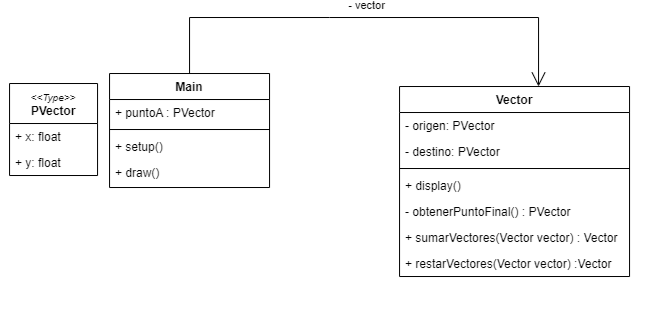 - vector
<<Type>>
PVector
+ x: float
+ y: float
Main
+ puntoA : PVector
+ setup()
+ draw()
Vector
- origen: PVector
- destino: PVector
+ display()
- obtenerPuntoFinal() : PVector
+ sumarVectores(Vector vector) : Vector
+ restarVectores(Vector vector) :Vector